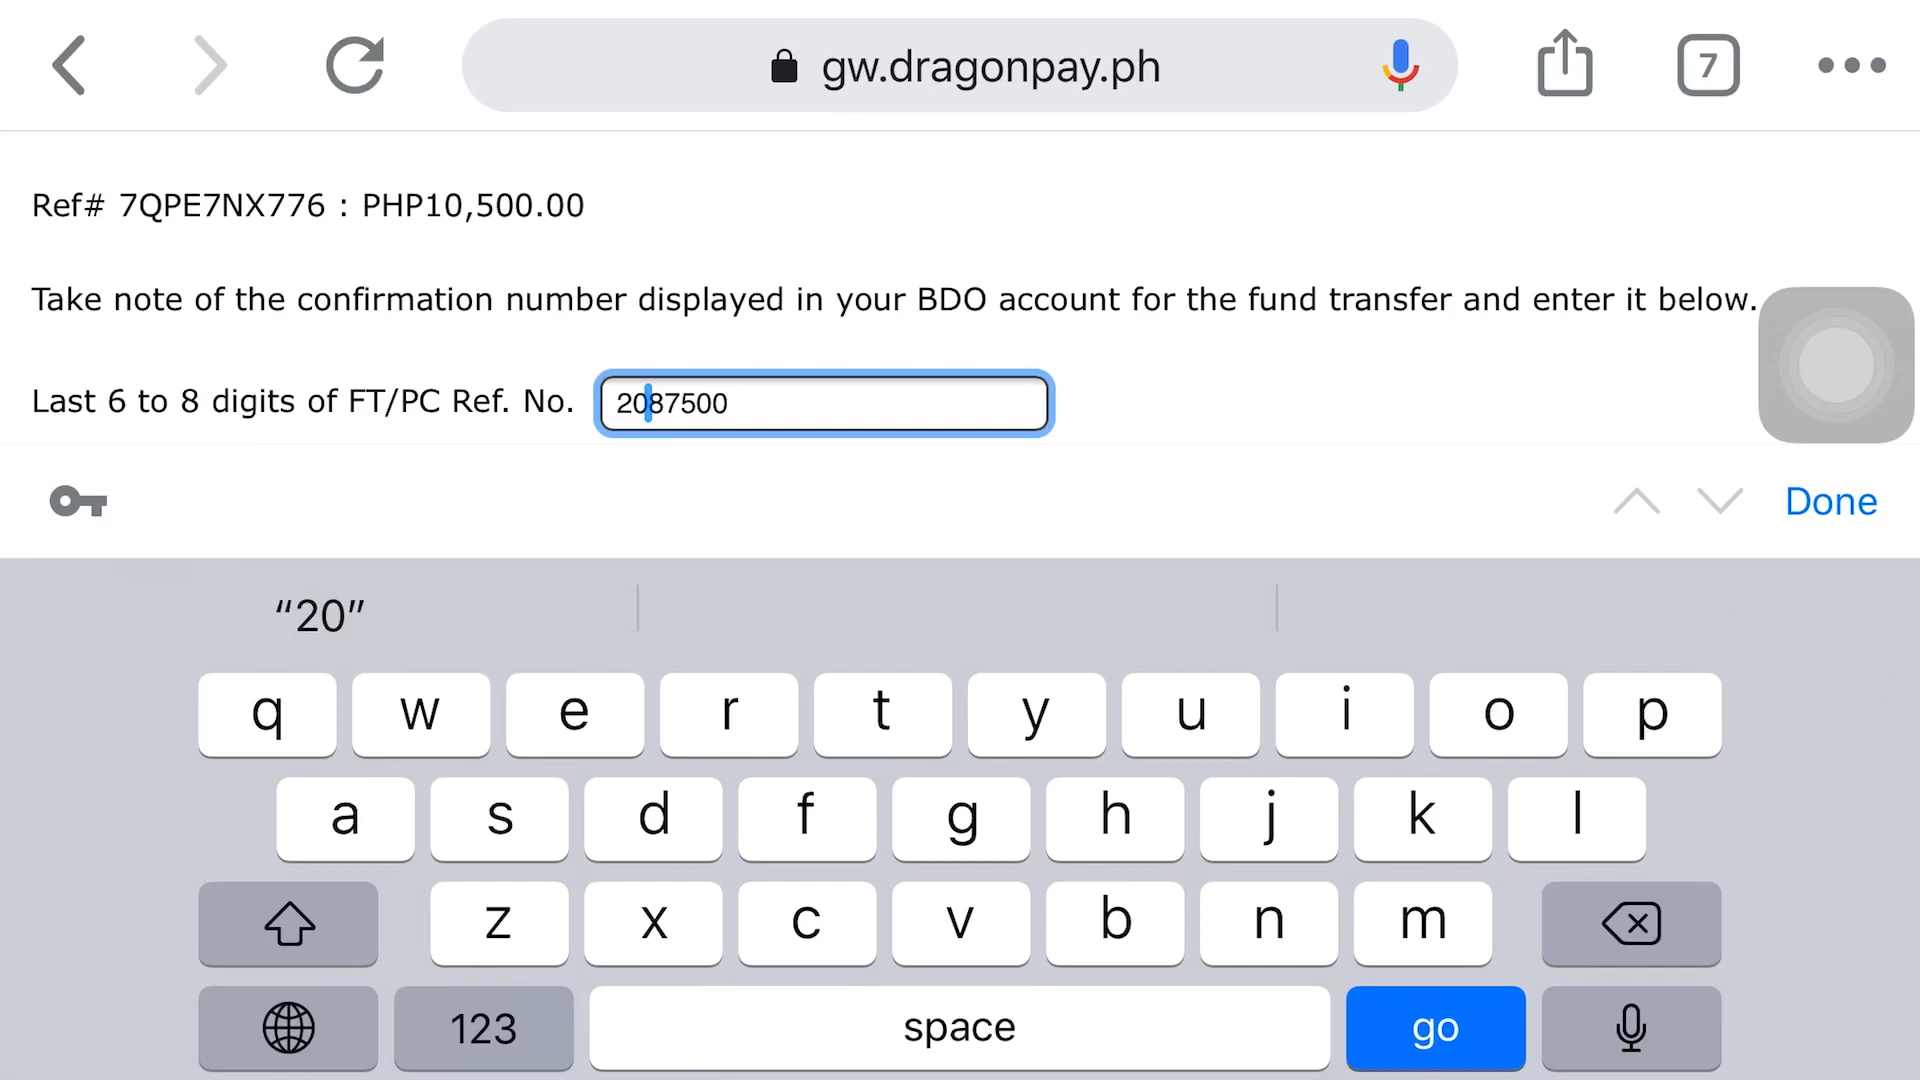 gw.dragonpay.ph
7
Ref# 7QPE7NX776 : PHP10,500.00
Take note of the confirmation number displayed in your BDO account for the fund transfer and enter it below.
Last 6 to 8 digits of FT/PC Ref. No. 2087500
Done
“20”
q w e r t y u i o p
a s d f g h j k l
z x c v b n m
123 space go